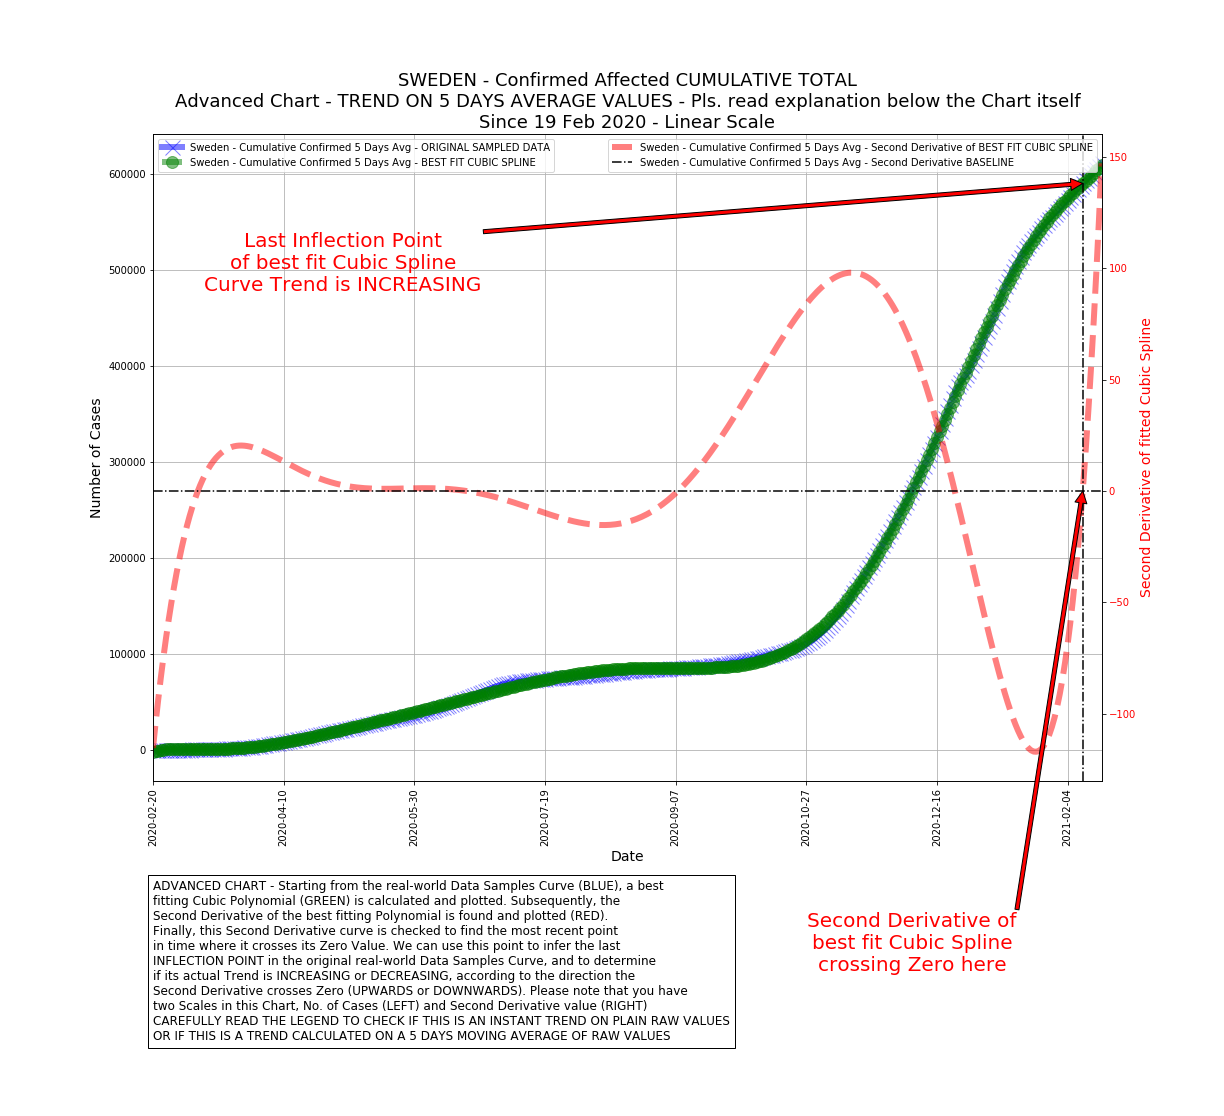 SWEDEN - Confirmed Affected CUMULATIVE TOTAL
Advanced Chart - TREND ON 5 DAYS AVERAGE VALUES - Pls. read explanation below the Chart itself
Since 19 Feb 2020 - Linear Scale
Sweden - Cumulative Confirmed 5 Days Avg - ORIGINAL SAMPLED DATA
Sweden - Cumulative Confirmed 5 Days Avg - BEST FIT CUBIC SPLINE
Sweden - Cumulative Confirmed 5 Days Avg - Second Derivative of BEST FIT CUBIC SPLINE
Sweden - Cumulative Confirmed 5 Days Avg - Second Derivative BASELINE
Last Inflection Point
of best fit Cubic Spline
Curve Trend is INCREASING
Number of Cases
600000
500000
400000
300000
200000
100000
0
150
100
50
0
−50
−100
Second Derivative of fitted Cubic Spline
2020-02-20
2020-04-10
2020-05-30
2020-07-19
2020-09-07
2020-10-27
2020-12-16
2021-02-04
Date
ADVANCED CHART - Starting from the real-world Data Samples Curve (BLUE), a best
fitting Cubic Polynomial (GREEN) is calculated and plotted. Subsequently, the
Second Derivative of the best fitting Polynomial is found and plotted (RED).
Finally, this Second Derivative curve is checked to find the most recent point
in time where it crosses its Zero Value. We can use this point to infer the last
INFLECTION POINT in the original real-world Data Samples Curve, and to determine
if its actual Trend is INCREASING or DECREASING, according to the direction the
Second Derivative crosses Zero (UPWARDS or DOWNWARDS). Please note that you have
two Scales in this Chart, No. of Cases (LEFT) and Second Derivative value (RIGHT)
CAREFULLY READ THE LEGEND TO CHECK IF THIS IS AN INSTANT TREND ON PLAIN RAW VALUES
OR IF THIS IS A TREND CALCULATED ON A 5 DAYS MOVING AVERAGE OF RAW VALUES
Second Derivative of
best fit Cubic Spline
crossing Zero here